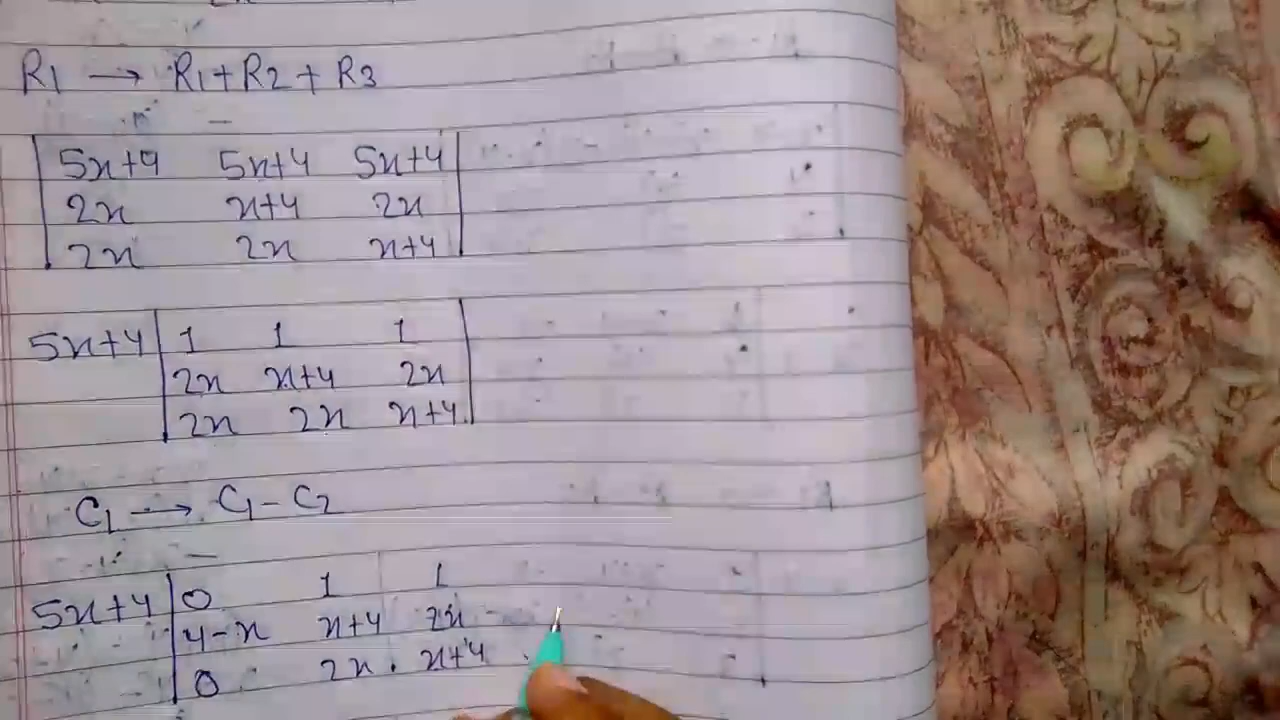 R1 → R1+R2+R3
5x+4 5x+4 5x+4
2x x+4 2x
2x 2x x+4
5x+4 1 1 1
2x x+4 2x
2x 2x x+4
C1 → C1-C2
5x+4 0 1 1
4-x x+4 2x
0 2x x+4